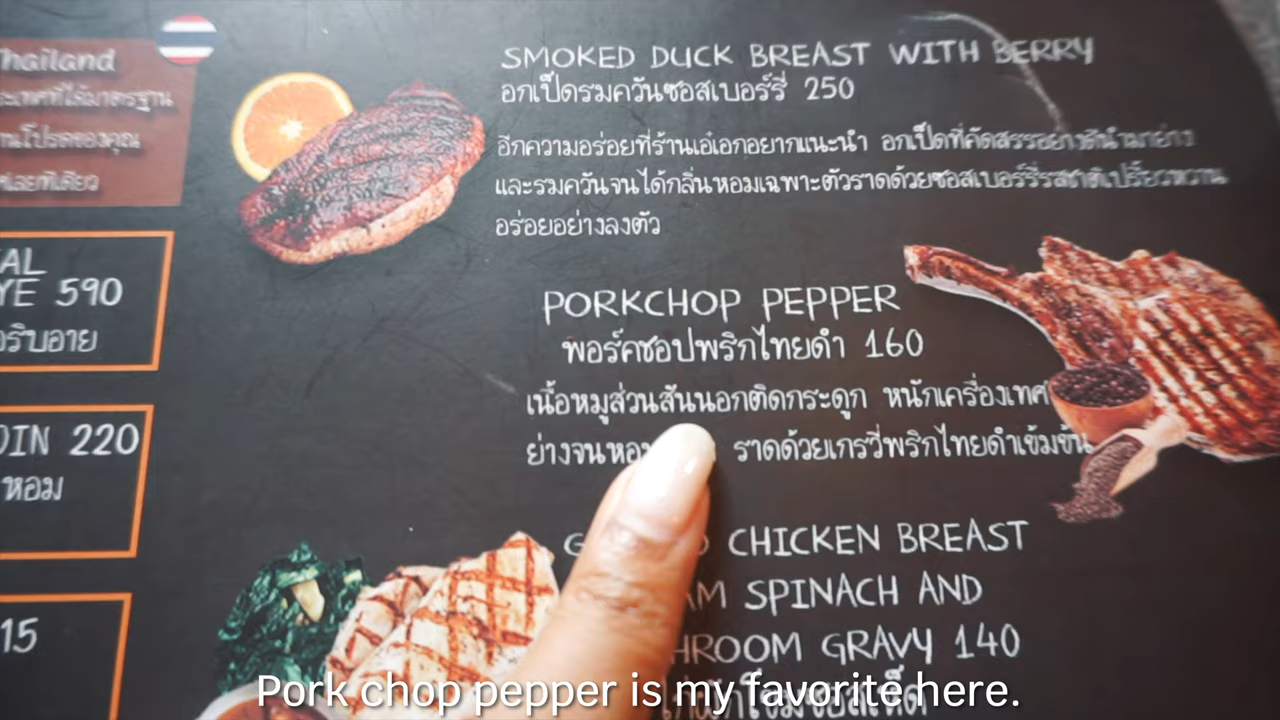 Thailand
SMOKED DUCK BREAST WITH BERRY
อกเป็ดรมควันซอสเบอร์รี่ 250
อีกความอร่อยที่ร้านเอ๋เอกอยากแนะนำ อกเป็ดที่คัดสรรอย่างดีนำมาย่าง
และรมควันจนได้กลิ่นหอมเฉพาะตัวราดด้วยซอสเบอร์รี่รสชาติเปรี้ยวหวาน
อร่อยอย่างลงตัว
590
PORKCHOP PEPPER
พอร์คชอปพริกไทยดำ 160
เนื้อหมูส่วนสันนอกติดกระดูก หนักเครื่องเทศ
ย่างจนหอม ราดด้วยเกรวี่พริกไทยดำเข้มข้น
220
หอม
CHICKEN BREAST
SPINACH AND
GRAVY 140
15
Pork chop pepper is my favorite here.